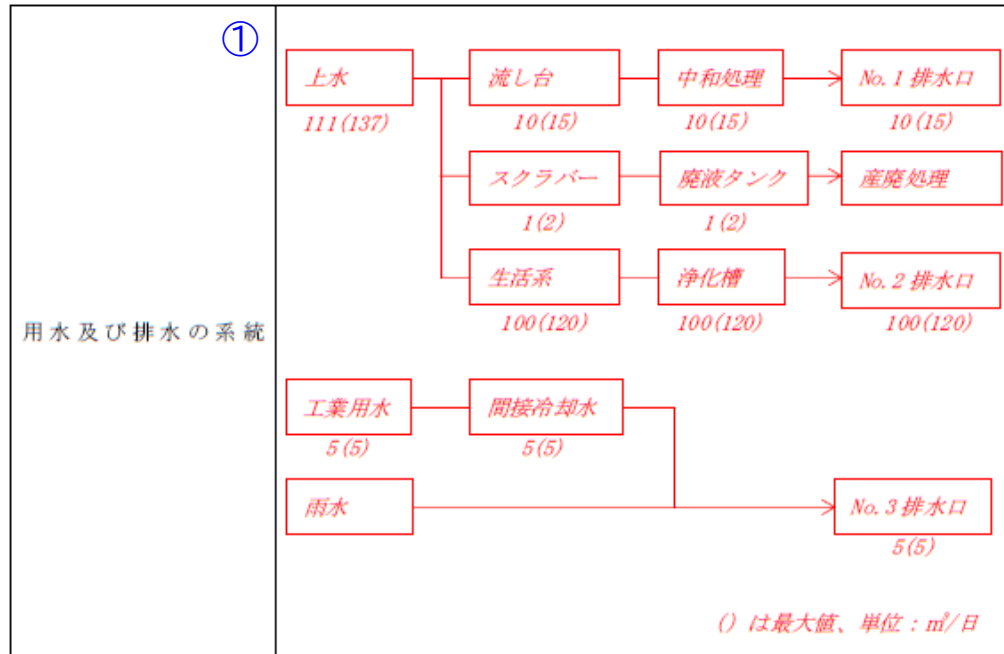 ①
用水及び排水の系統
上水 流し台 中和処理 No.1排水口
111(137) 10(15) 10(15) 10(15)
スクラバー 廃液タンク 産廃処理
1(2) 1(2)
生活系 浄化槽 No.2排水口
100(120) 100(120) 100(120)
工業用水 間接冷却水
5(5) 5(5)
雨水 No.3排水口
5(5)
()は最大値、単位:㎥/日